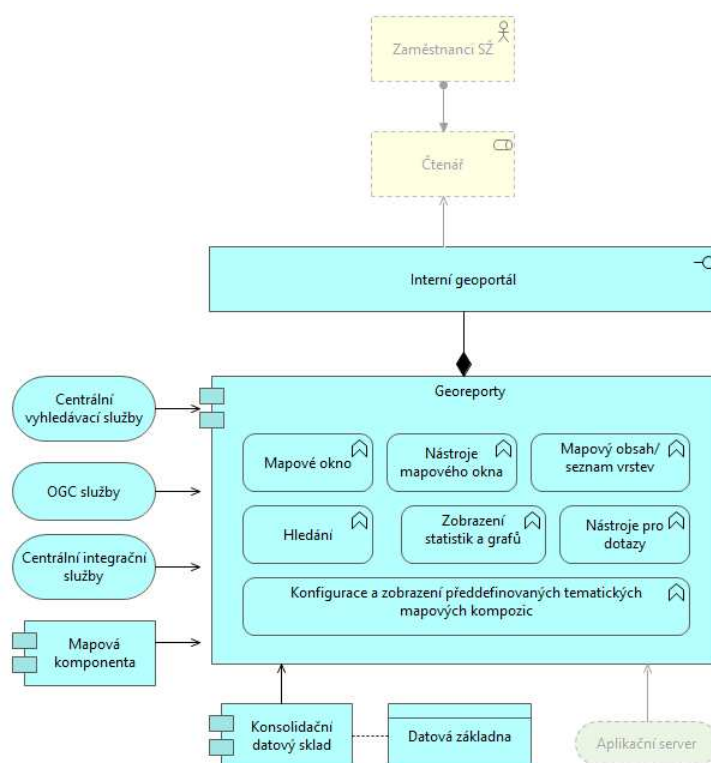 Zaměstnanci SŽ
Čtenář
Interní geoportál
Georeporty
Centrální
vyhledávací služby
OGC služby
Centrální integrační
služby
Mapová
komponenta
Mapové okno
Nástroje
mapového okna
Mapový obsah/
seznam vrstev
Hledání
Zobrazení
statistik a grafů
Nástroje pro
dotazy
Konfigurace a zobrazení předdefinovaných tematických
mapových kompozic
Konsolidační
datový sklad
Datová základna
Aplikační server